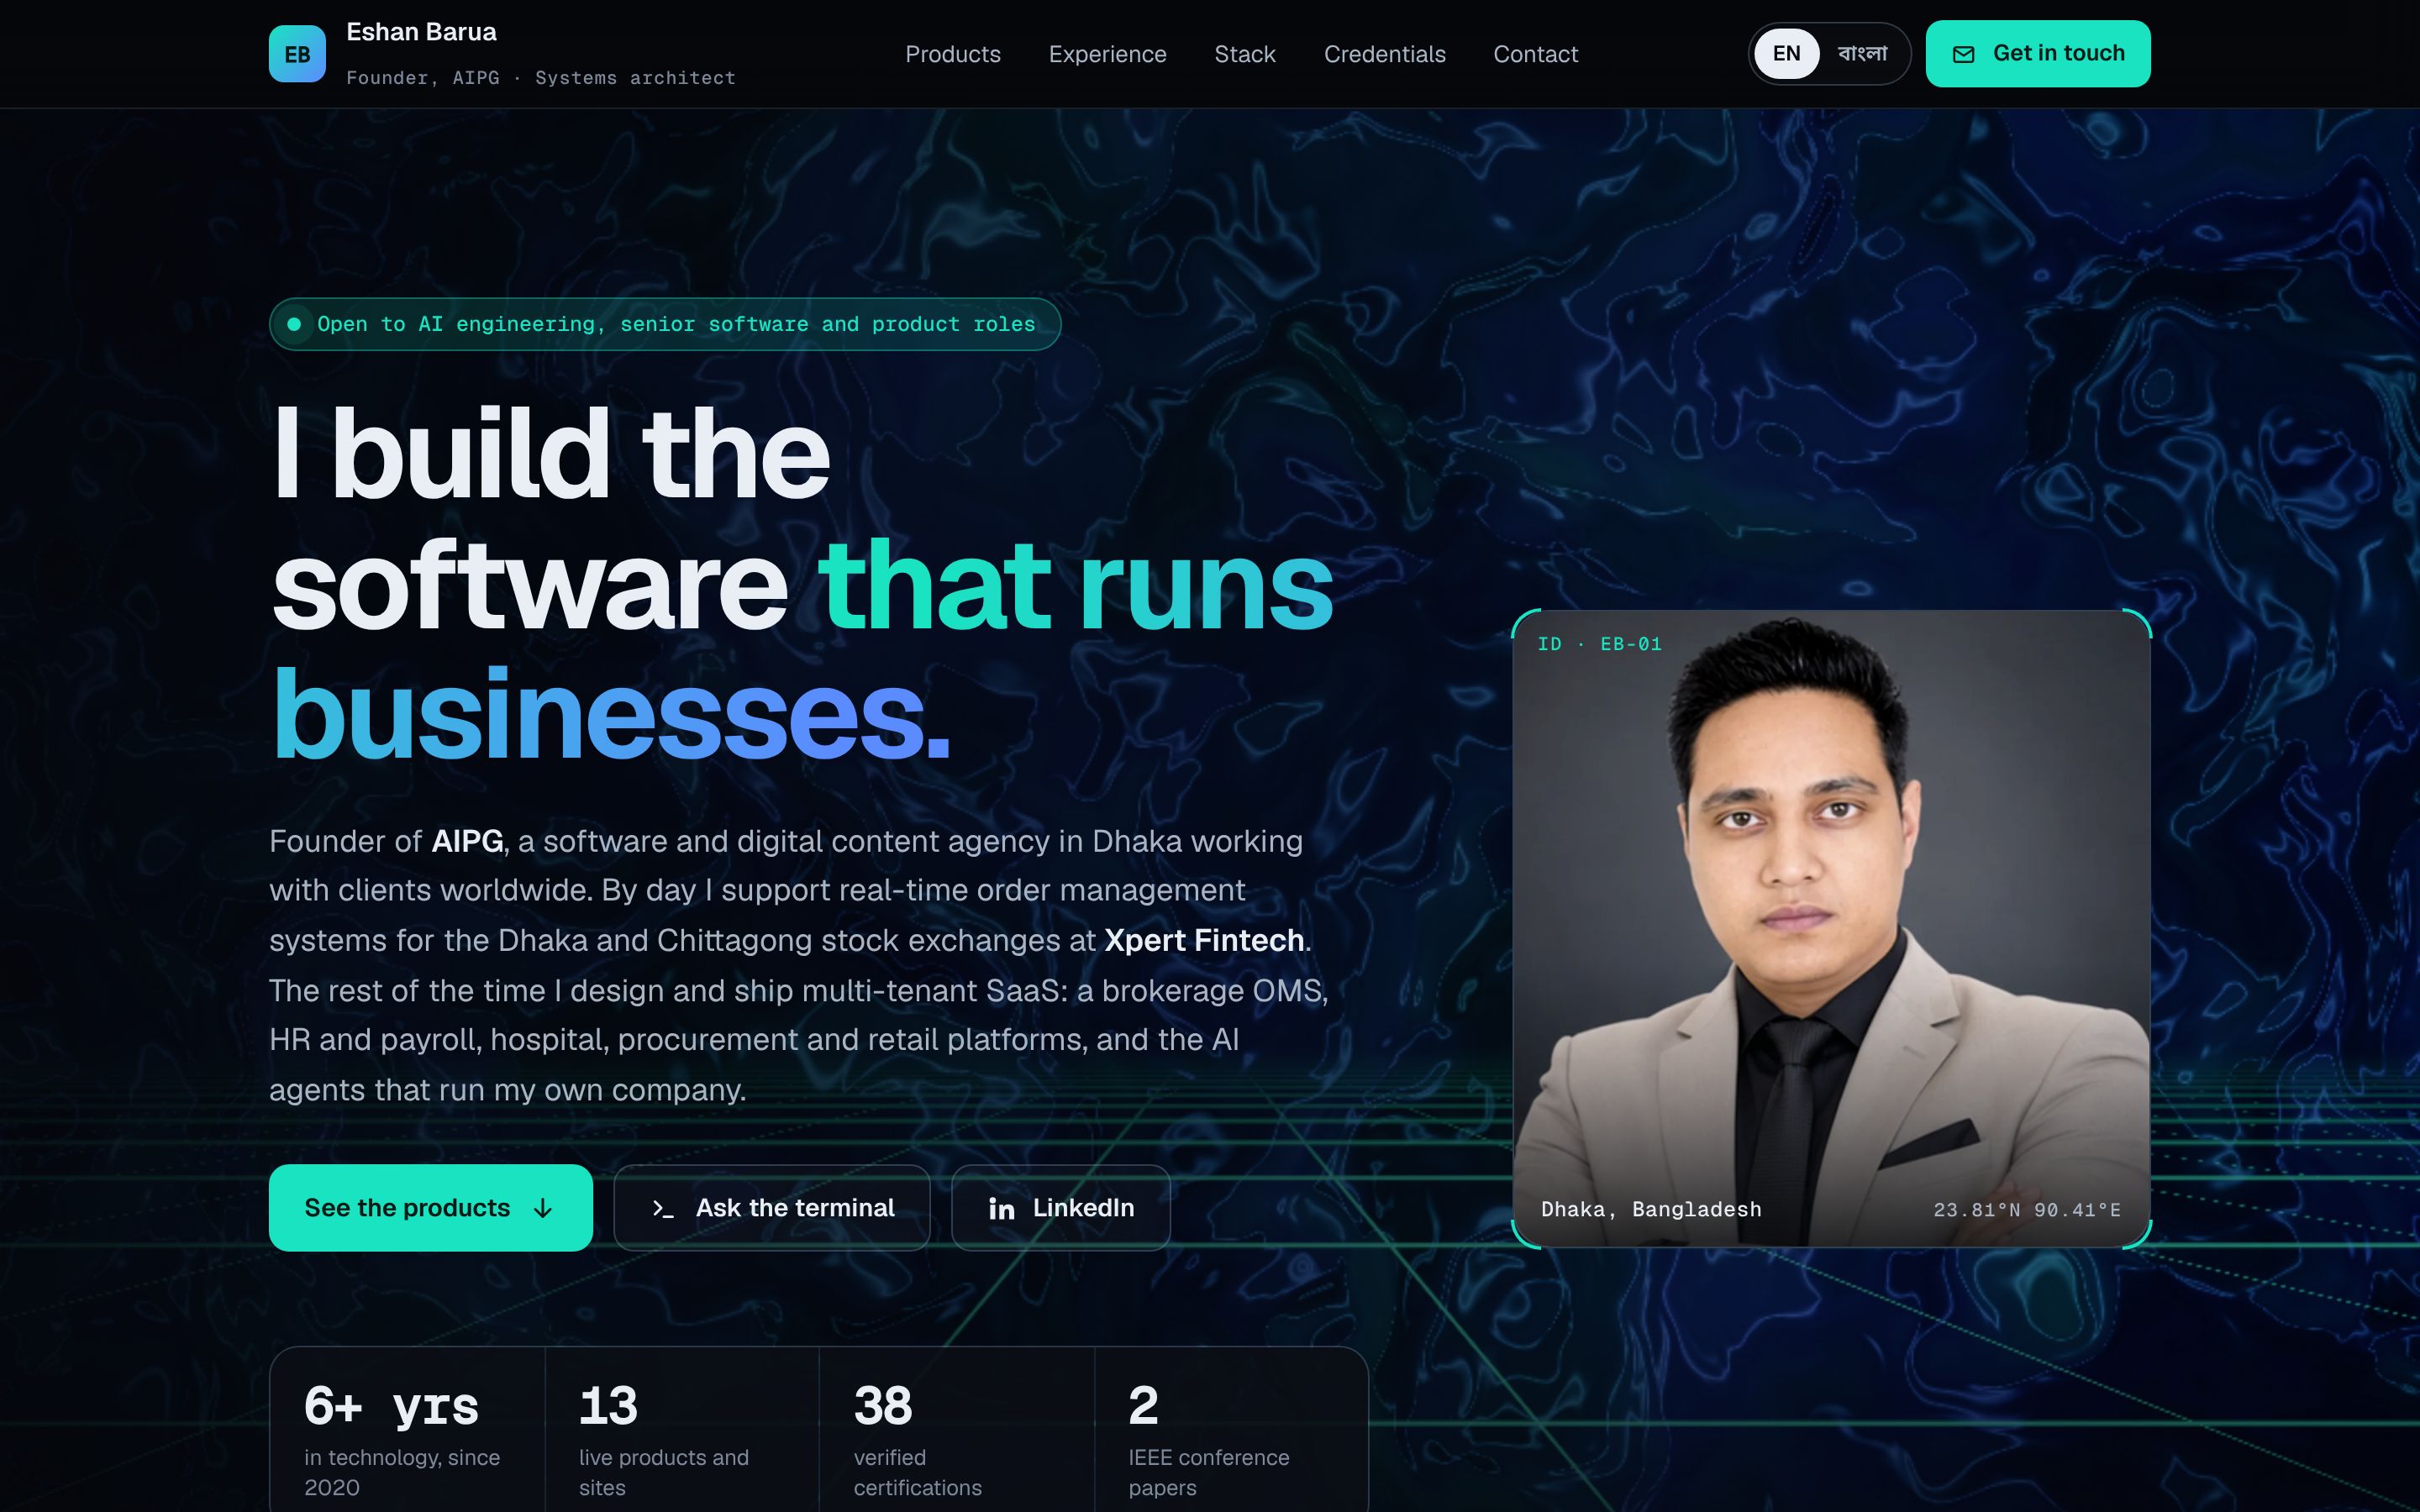 EB
Eshan Barua
Founder, AIPG · Systems architect
Products
Experience
Stack
Credentials
Contact
EN
বাংলা
Get in touch
Open to AI engineering, senior software and product roles
I build the
software that runs
businesses.
Founder of AIPG, a software and digital content agency in Dhaka working
with clients worldwide. By day I support real-time order management
systems for the Dhaka and Chittagong stock exchanges at Xpert Fintech.
The rest of the time I design and ship multi-tenant SaaS: a brokerage OMS,
HR and payroll, hospital, procurement and retail platforms, and the AI
agents that run my own company.
See the products
Ask the terminal
LinkedIn
ID · EB-01
Dhaka, Bangladesh
23.81°N 90.41°E
6+ yrs
in technology, since
2020
13
live products and
sites
38
verified
certifications
2
IEEE conference
papers